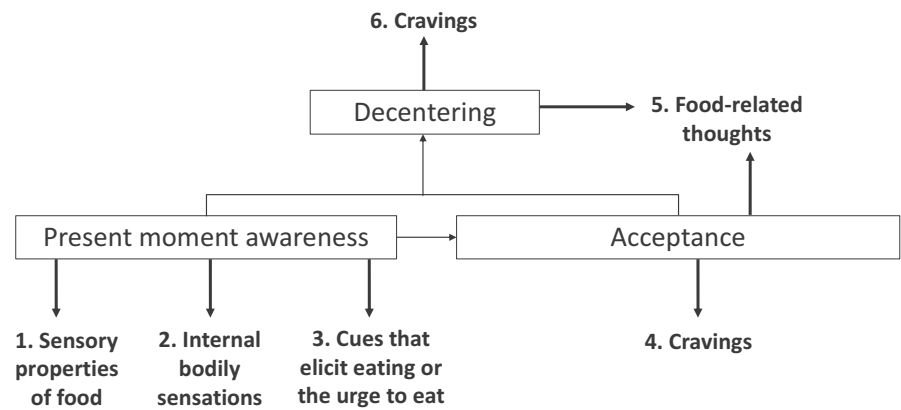 6. Cravings
Decentering
5. Food-related
thoughts
Present moment awareness
Acceptance
1. Sensory
properties
of food
2. Internal
bodily
sensations
3. Cues that
elicit eating or
the urge to eat
4. Cravings